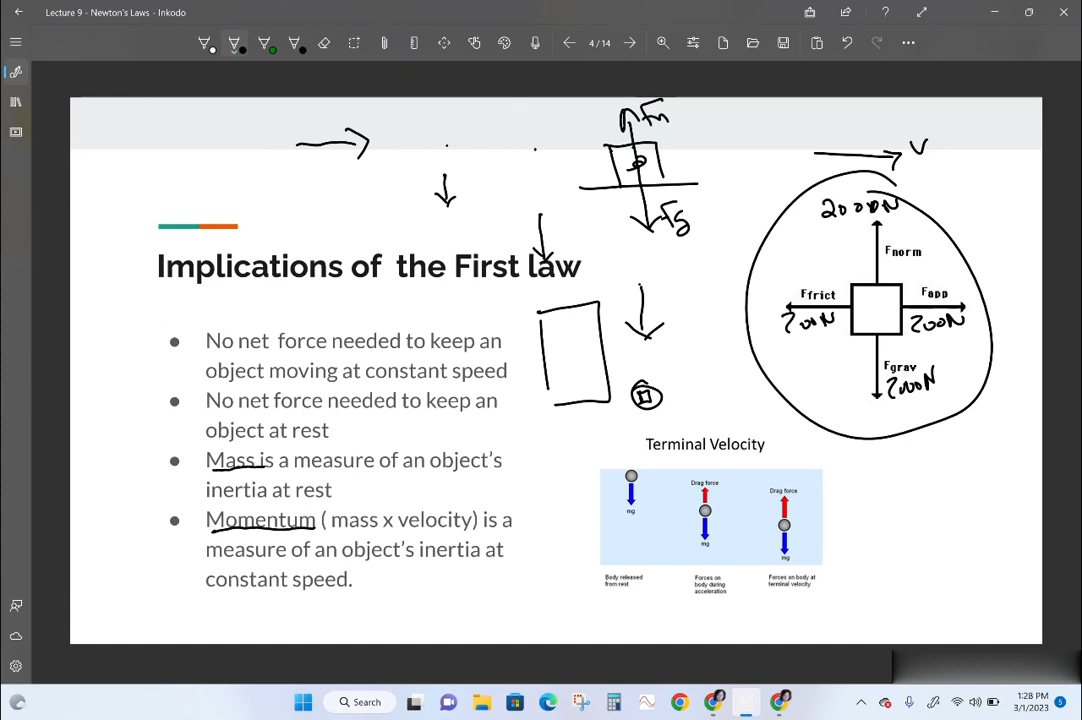 Lecture 9 - Newton's Laws - Inkodo
4 / 14
Fn
Fg
V
2000N
Fnorm
Ffrict
Fapp
200N
200N
Fgrav
2000N
Implications of the First law
No net force needed to keep an
object moving at constant speed
No net force needed to keep an
object at rest
Mass is a measure of an object's
inertia at rest
Momentum ( mass x velocity) is a
measure of an object's inertia at
constant speed.
Terminal Velocity
mg
Drag force
mg
Drag force
mg
Body released
from rest
Forces on
body during
acceleration
Forces on body at
terminal velocity
Search
1:28 PM
3/1/2023
5